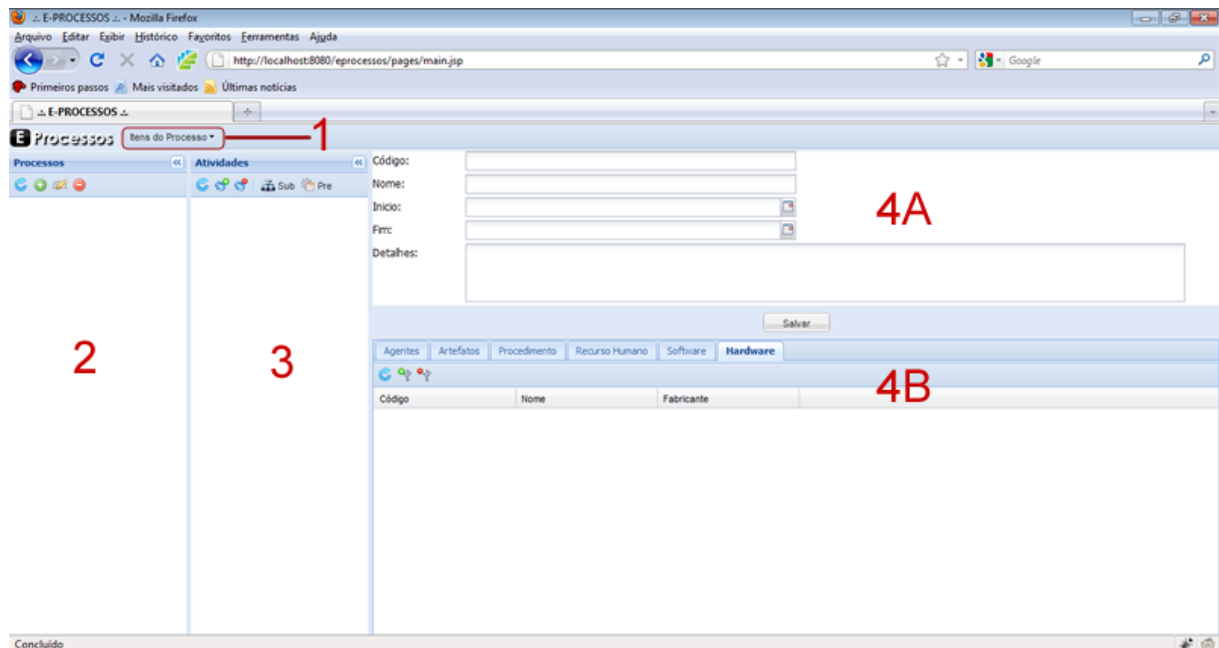 .:. E-PROCESSOS .:. - Mozilla Firefox
Arquivo Editar Exibir Histórico Favoritos Ferramentas Ajuda
http://localhost:8080/eprocessos/pages/main.jsp
Google
Primeiros passos Mais visitados Últimas notícias
.:. E-PROCESSOS .:.
E Processos Itens do Processo 1
Processos Atividades Código:
Sub Pre Nome:
Inicio: 4A
Fim:
Detalhes:
Salvar
2 3
Agentes Artefatos Procedimento Recurso Humano Software Hardware
4B
Código Nome Fabricante
Concluído